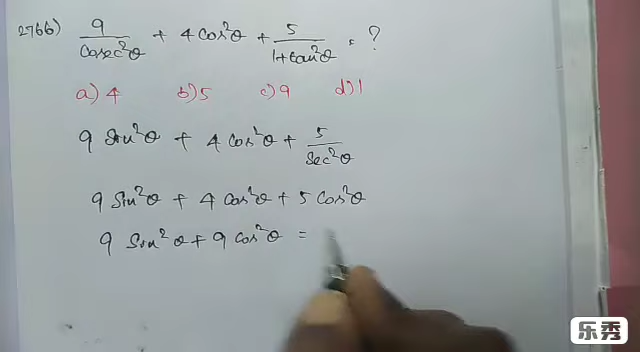 2766) 9/Cosec²θ + 4Cos²θ + 5/1+tan²θ = ?
a) 4 b) 5 c) 9 d) 1
9 Sin²θ + 4 Cos²θ + 5/Sec²θ
9 Sin²θ + 4 Cos²θ + 5 Cos²θ
9 Sin²θ + 9 Cos²θ =
乐秀